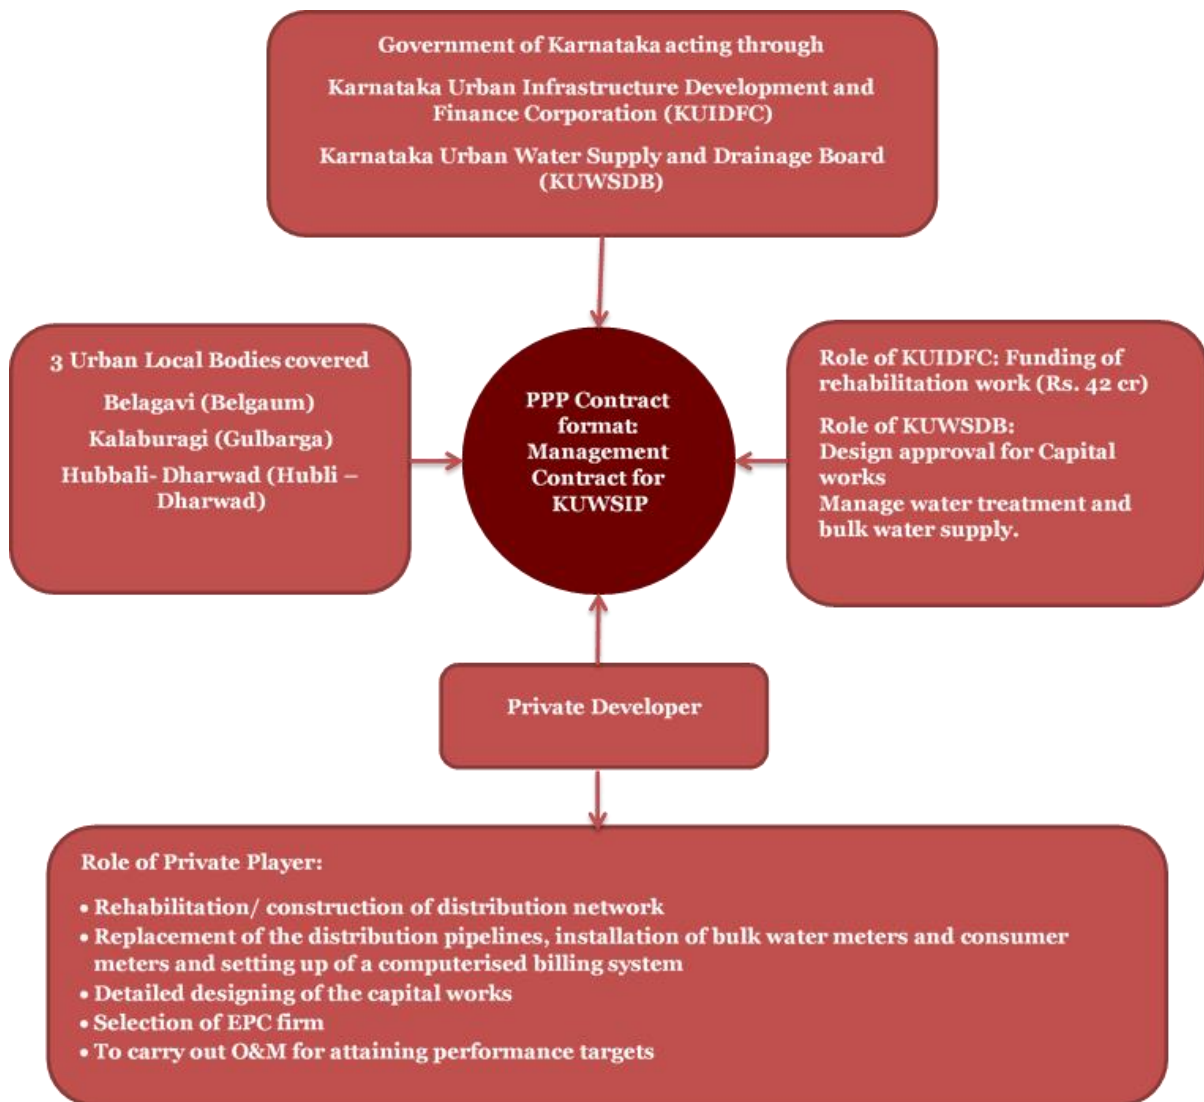 Government of Karnataka acting through
Karnataka Urban Infrastructure Development and
Finance Corporation (KUIDFC)
Karnataka Urban Water Supply and Drainage Board
(KUWSDB)
3 Urban Local Bodies covered
Belagavi (Belgaum)
Kalaburagi (Gulbarga)
Hubbali- Dharwad (Hubli –
Dharwad)
PPP Contract
format:
Management
Contract for
KUWSIP
Role of KUIDFC: Funding of
rehabilitation work (Rs. 42 cr)
Role of KUWSDB:
Design approval for Capital
works
Manage water treatment and
bulk water supply.
Private Developer
Role of Private Player:
• Rehabilitation/ construction of distribution network
• Replacement of the distribution pipelines, installation of bulk water meters and consumer
meters and setting up of a computerised billing system
• Detailed designing of the capital works
• Selection of EPC firm
• To carry out O&M for attaining performance targets